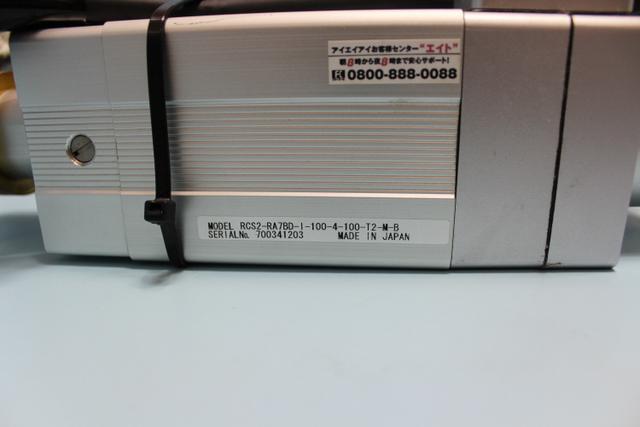 アイエイアイお客様センター"エイト"
朝8時から夜8時まで安心サポート!
0800-888-0088
MODEL RCS2-RA7BD-I-100-4-100-T2-M-B
SERIALNo. 700341203 MADE IN JAPAN